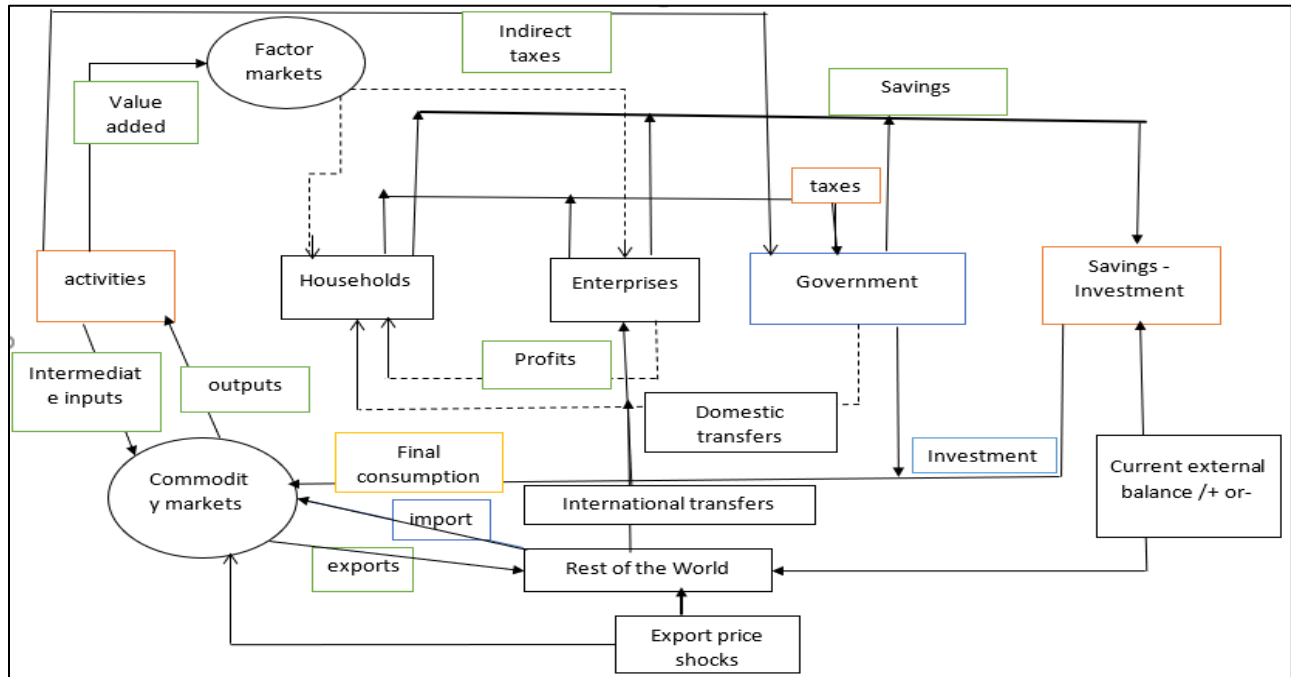 Indirect
taxes
Factor
markets
Savings
Value
added
taxes
activities
Households
Enterprises
Government
Savings -
Investment
Profits
Intermediat
e inputs
outputs
Domestic
transfers
Final
consumption
Investment
Current external
balance /+ or-
Commodit
y markets
International transfers
import
exports
Rest of the World
Export price
shocks